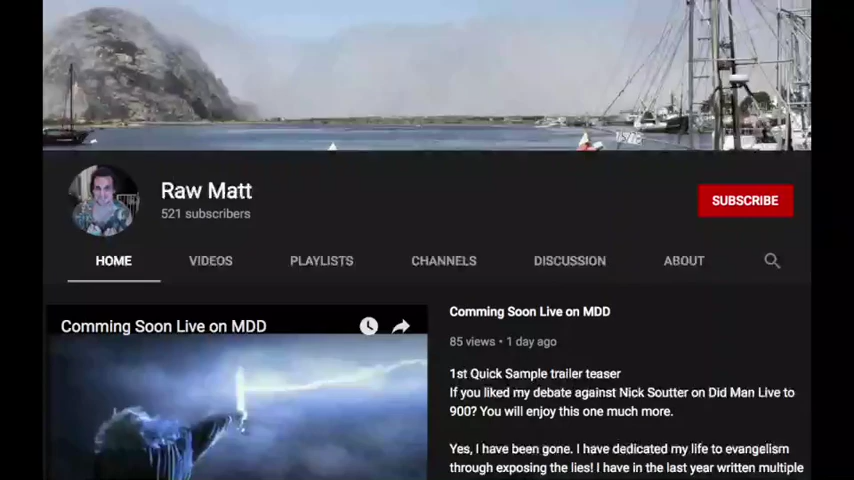 Raw Matt
521 subscribers
SUBSCRIBE
HOME VIDEOS PLAYLISTS CHANNELS DISCUSSION ABOUT
Comming Soon Live on MDD
Comming Soon Live on MDD
85 views • 1 day ago
1st Quick Sample trailer teaser
If you liked my debate against Nick Soutter on Did Man Live to
900? You will enjoy this one much more.
Yes, I have been gone. I have dedicated my life to evangelism
through exposing the lies! I have in the last year written multiple